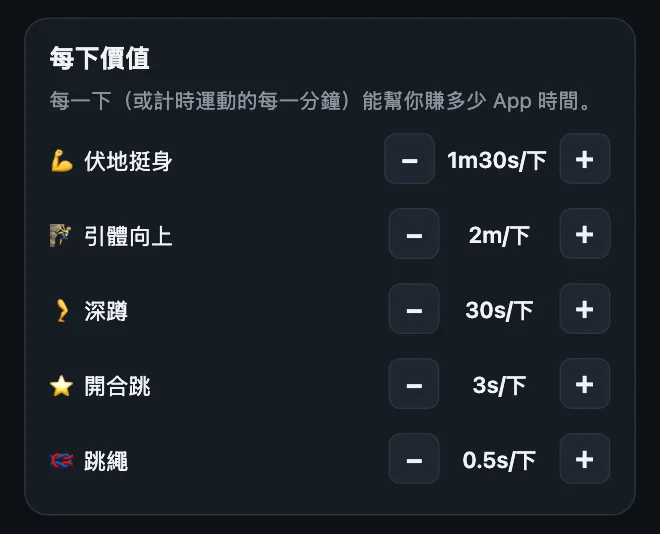 每下價值
每一下（或計時運動的每一分鐘）能幫你賺多少 App 時間。
💪 伏地挺身 − 1m30s/下 +
🧗 引體向上 − 2m/下 +
🦵 深蹲 − 30s/下 +
⭐ 開合跳 − 3s/下 +
🪢 跳繩 − 0.5s/下 +